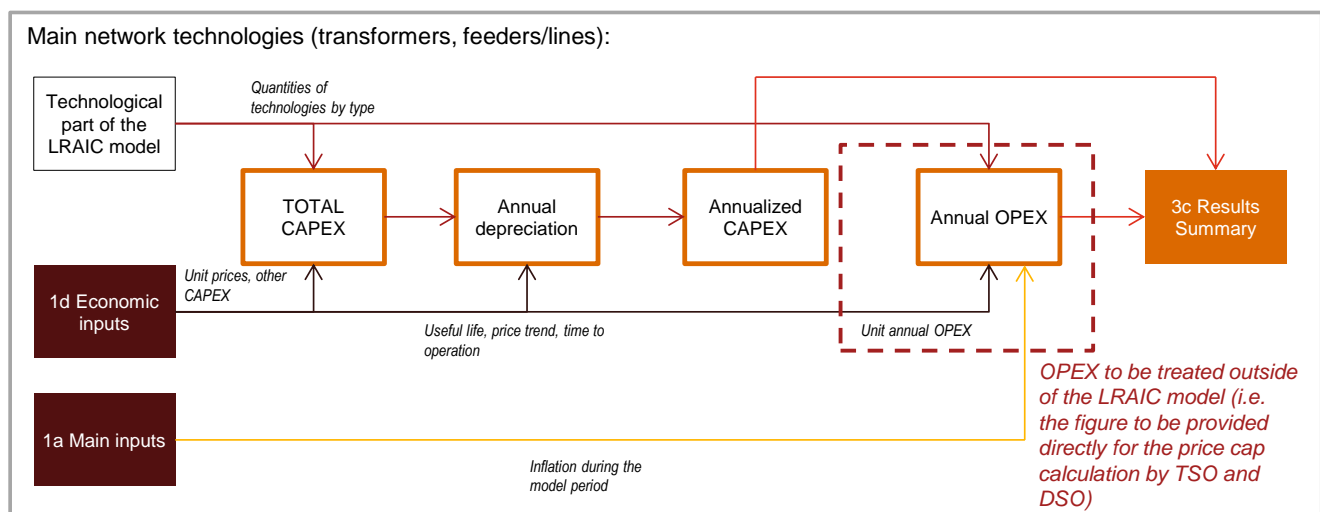 Main network technologies (transformers, feeders/lines):
Technological
part of the
LRAIC model
Quantities of
technologies by type
TOTAL
CAPEX
Annual
depreciation
Annualized
CAPEX
Annual OPEX
3c Results
Summary
1d Economic
inputs
Unit prices, other
CAPEX
Useful life, price trend, time to
operation
Unit annual OPEX
1a Main inputs
Inflation during the
model period
OPEX to be treated outside
of the LRAIC model (i.e.
the figure to be provided
directly for the price cap
calculation by TSO and
DSO)